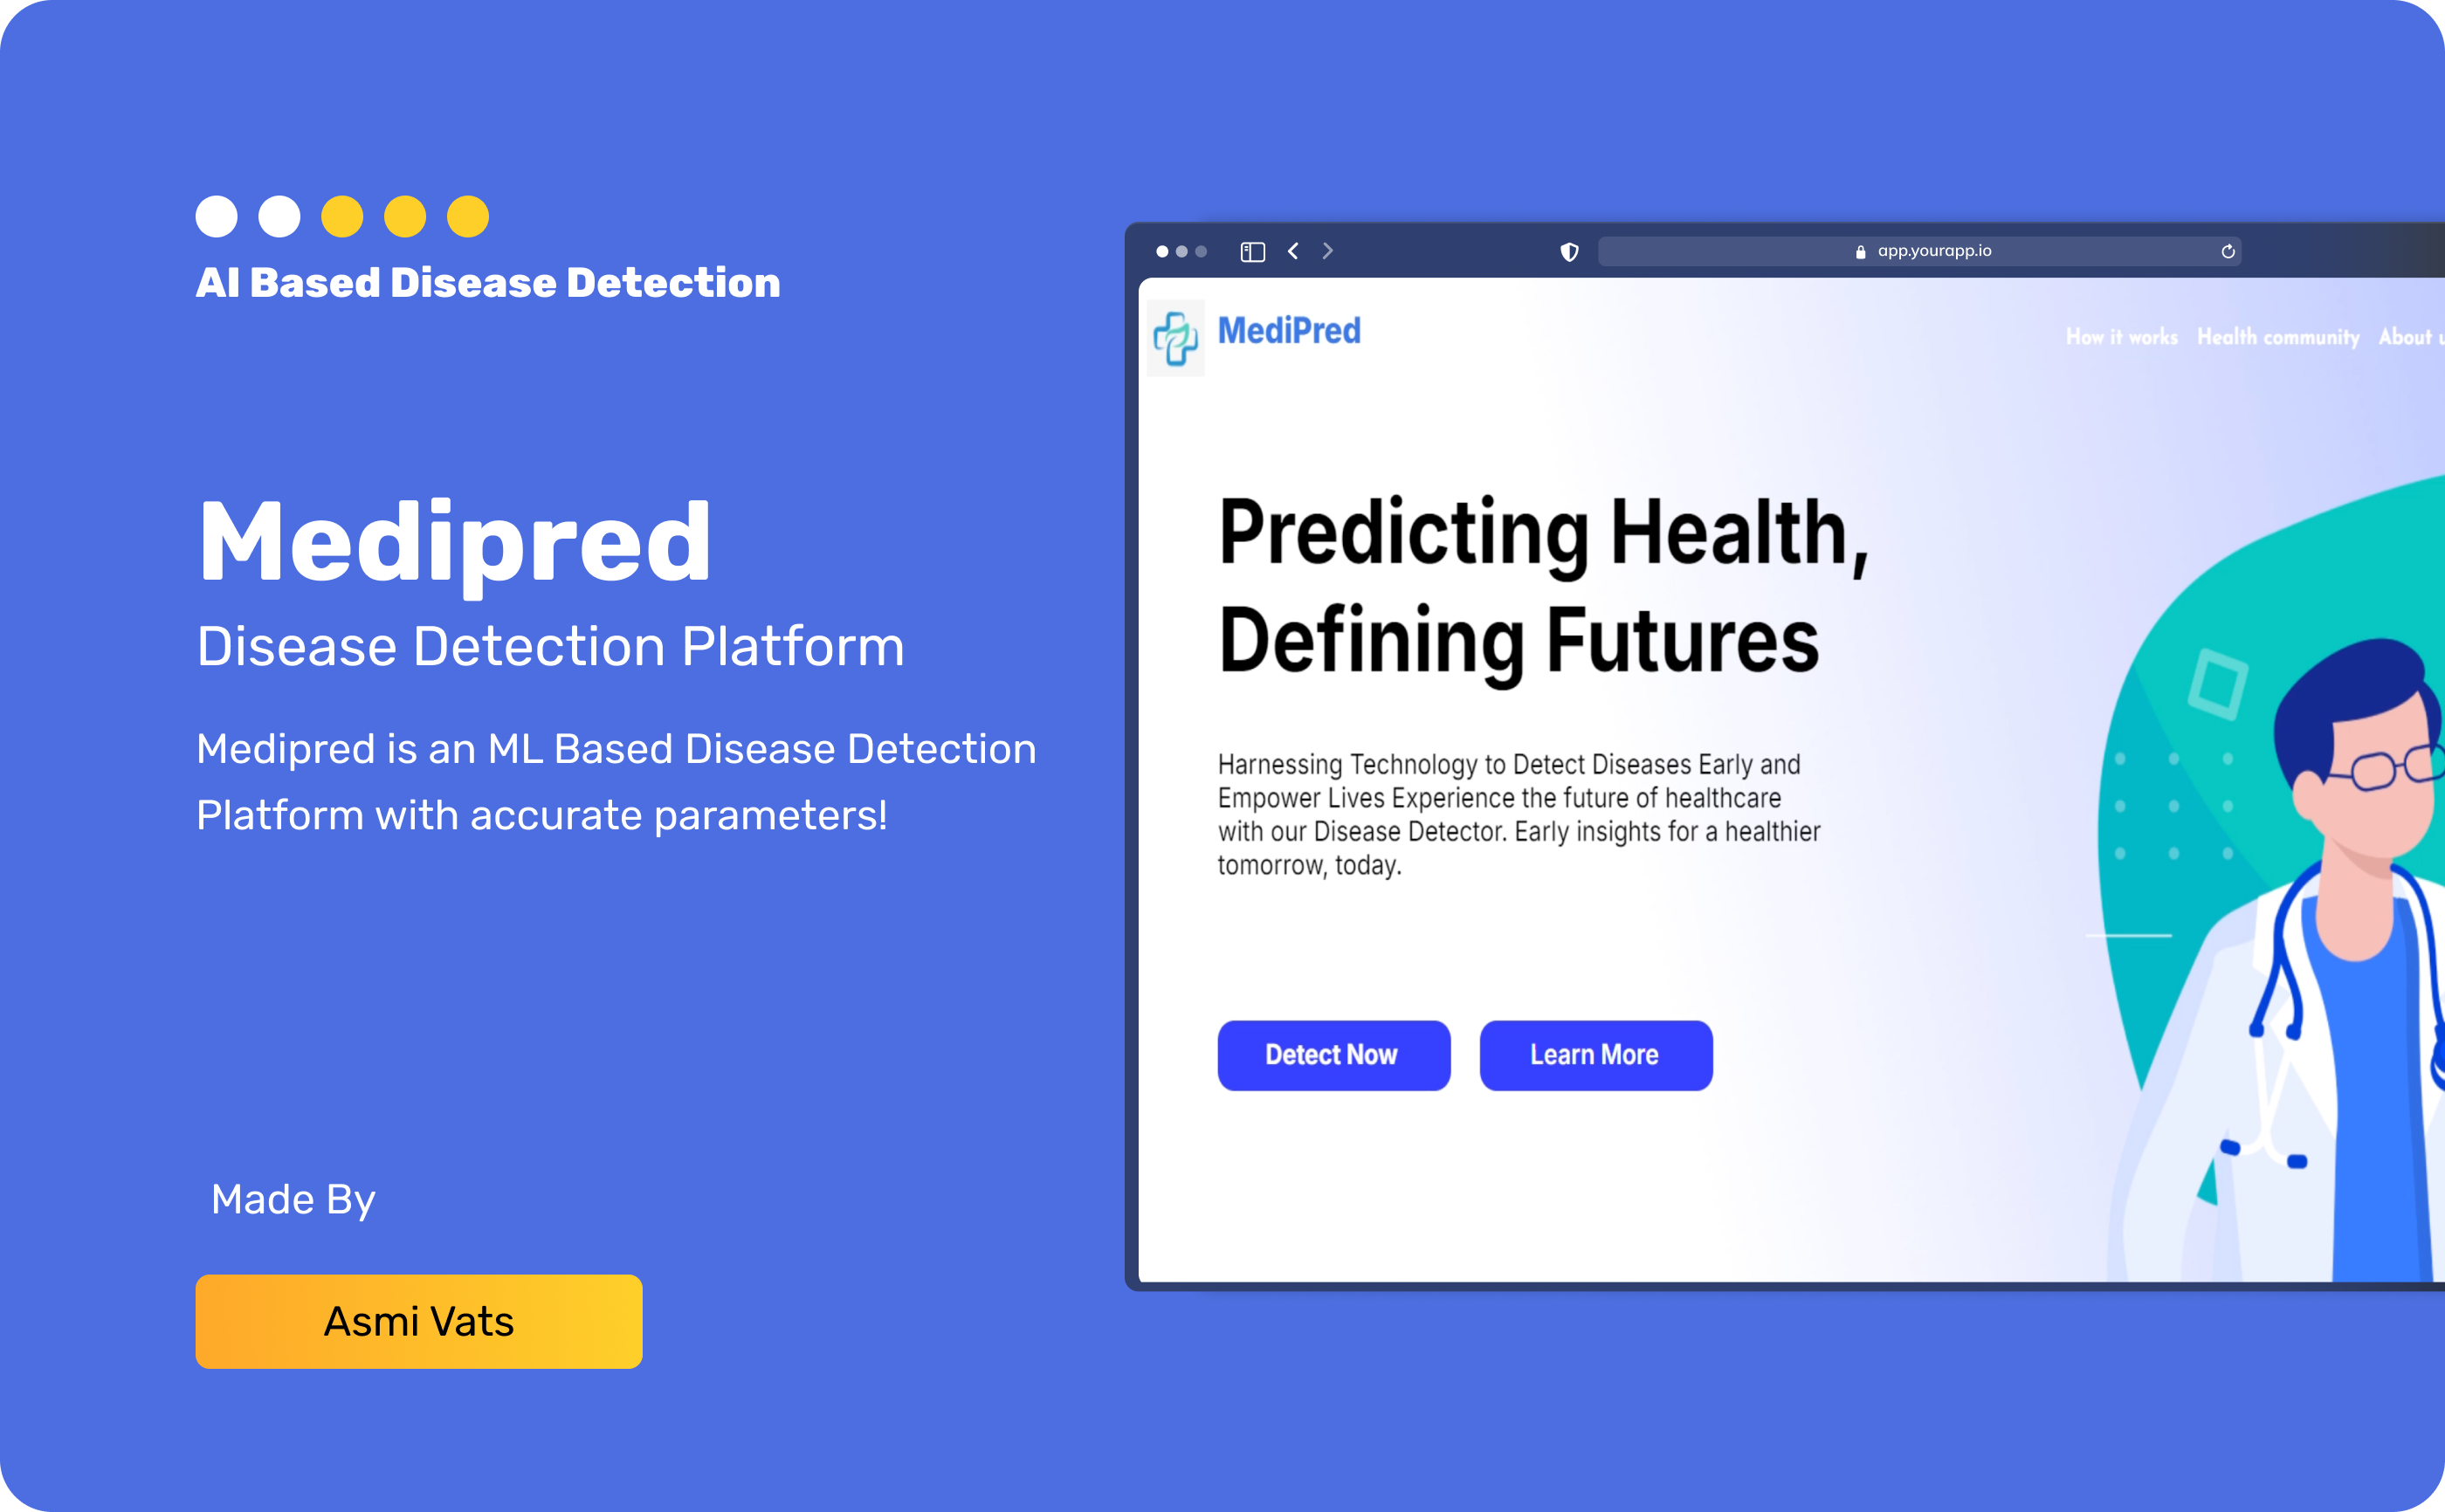 AI Based Disease Detection
Medipred
Disease Detection Platform
Medipred is an ML Based Disease Detection
Platform with accurate parameters!
Made By
Asmi Vats
app.yourapp.io
MediPred
How it works Health community About u
Predicting Health,
Defining Futures
Harnessing Technology to Detect Diseases Early and
Empower Lives Experience the future of healthcare
with our Disease Detector. Early insights for a healthier
tomorrow, today.
Detect Now Learn More